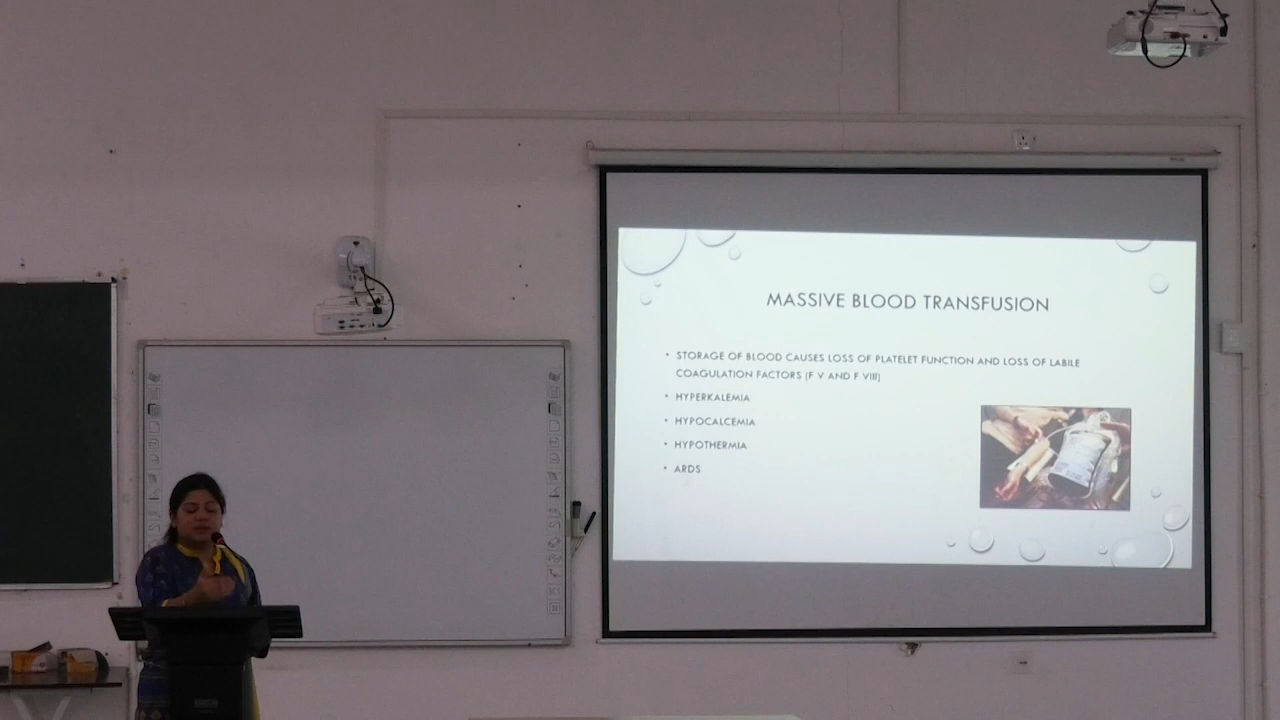 MASSIVE BLOOD TRANSFUSION
• STORAGE OF BLOOD CAUSES LOSS OF PLATELET FUNCTION AND LOSS OF LABILE
COAGULATION FACTORS (F V AND F VIII)
• HYPERKALEMIA
• HYPOCALCEMIA
• HYPOTHERMIA
• ARDS